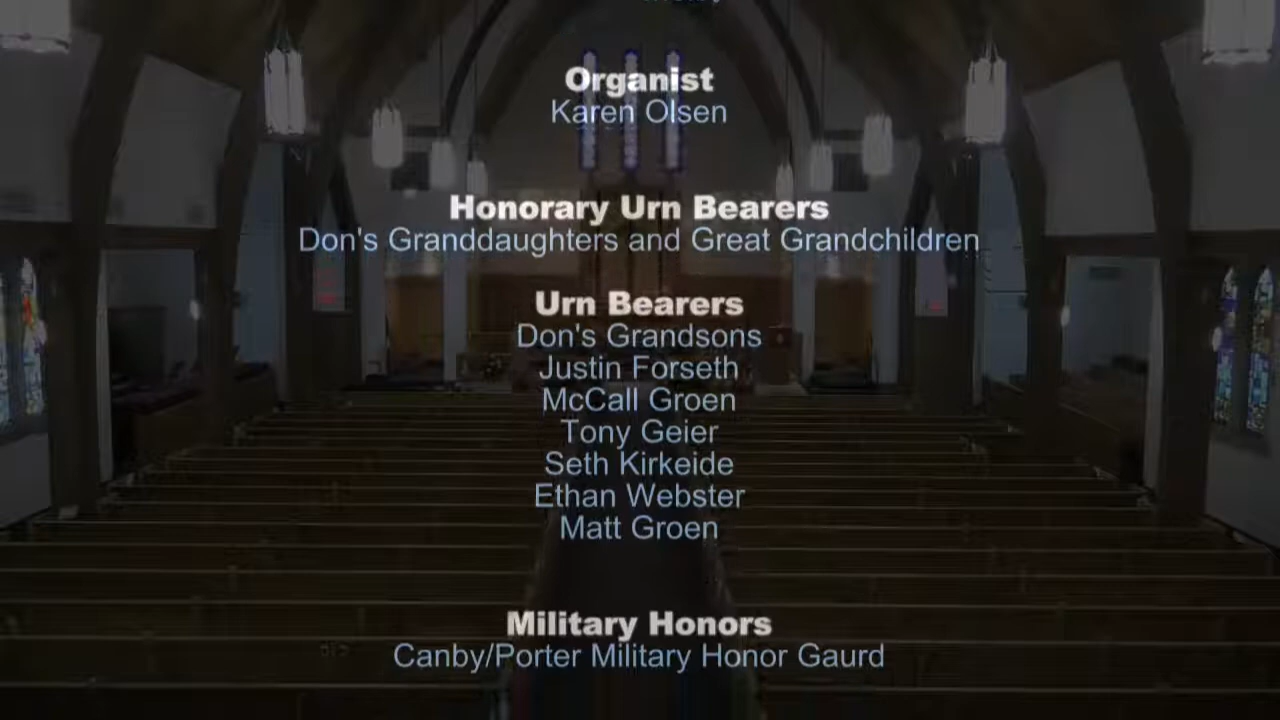 Organist
Karen Olsen
Honorary Urn Bearers
Don's Granddaughters and Great Grandchildren
Urn Bearers
Don's Grandsons
Justin Forseth
McCall Groen
Tony Geier
Seth Kirkeide
Ethan Webster
Matt Groen
Military Honors
Canby/Porter Military Honor Gaurd